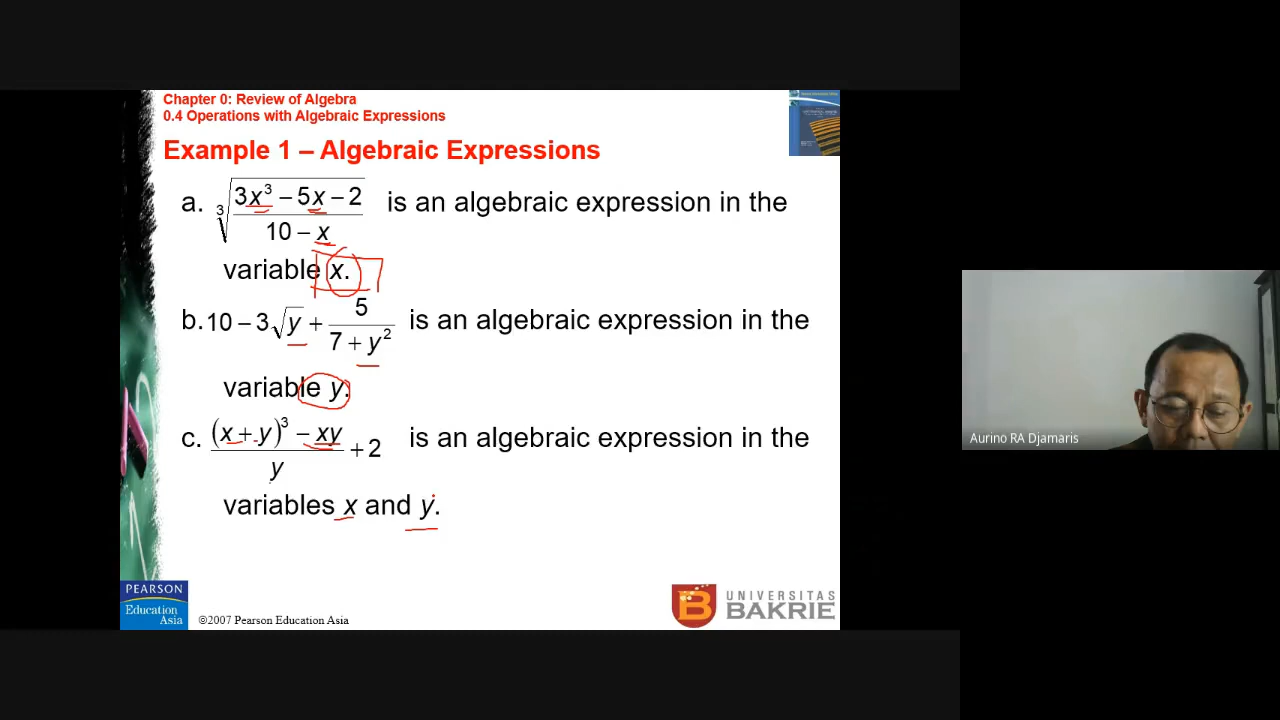 Chapter 0: Review of Algebra
0.4 Operations with Algebraic Expressions
Example 1 – Algebraic Expressions
a. ∛((3x³ − 5x − 2)/(10 − x)) is an algebraic expression in the
variable x.
b. 10 − 3√y + 5/(7 + y²) is an algebraic expression in the
variable y.
c. ((x + y)³ − xy)/y + 2 is an algebraic expression in the
variables x and y.
PEARSON
Education
Asia
©2007 Pearson Education Asia
B UNIVERSITAS
BAKRIE
Aurino RA Djamaris